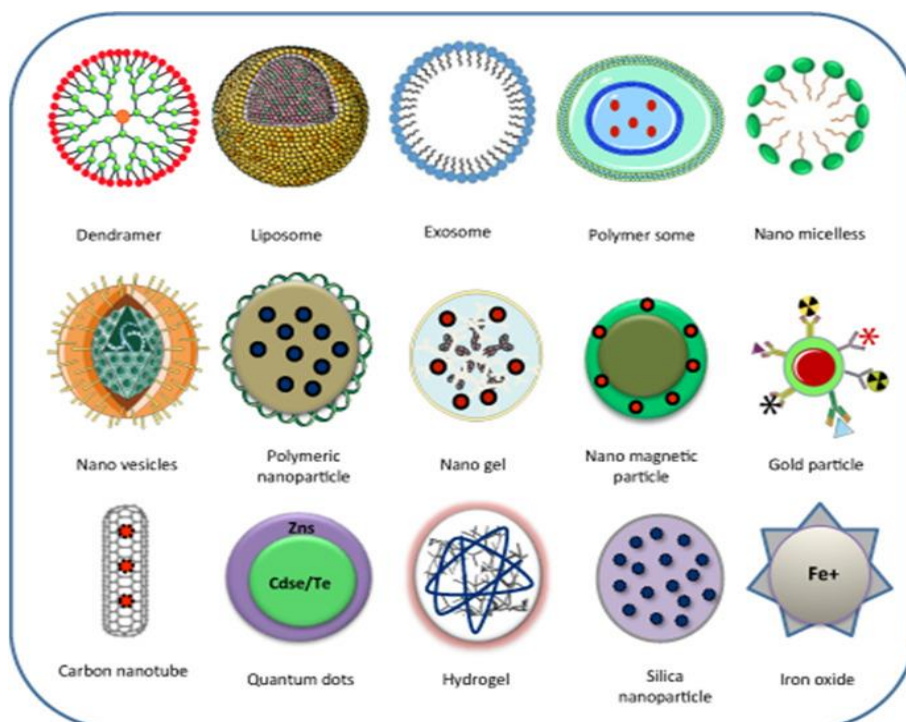 Dendramer
Liposome
Exosome
Polymer some
Nano micelless
Nano vesicles
Polymeric
nanoparticle
Nano gel
Nano magnetic
particle
Gold particle
Zns
Cdse/Te
Fe+
Carbon nanotube
Quantum dots
Hydrogel
Silica
nanoparticle
Iron oxide